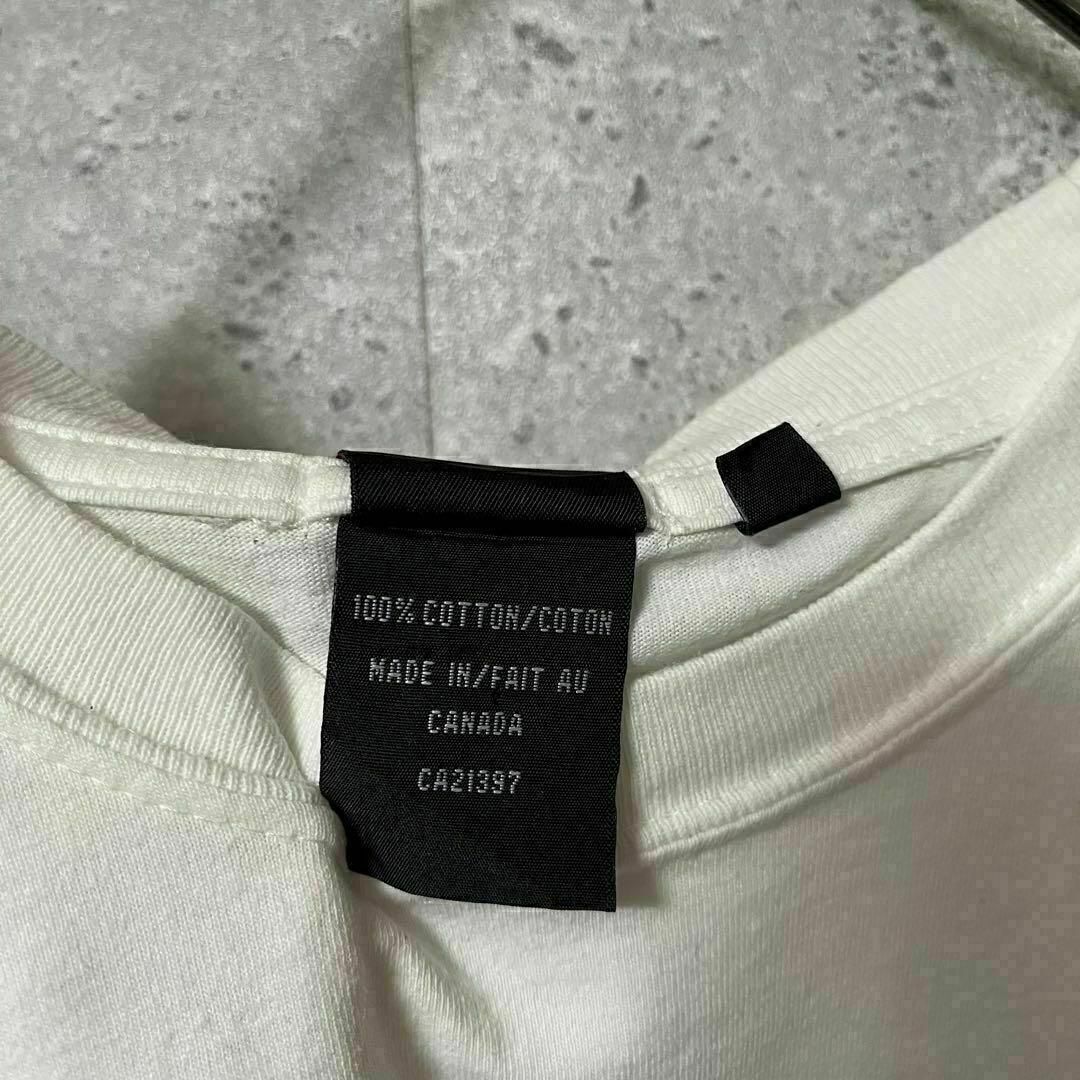 100% COTTON/COTON
MADE IN/FAIT AU
CANADA
CA21397